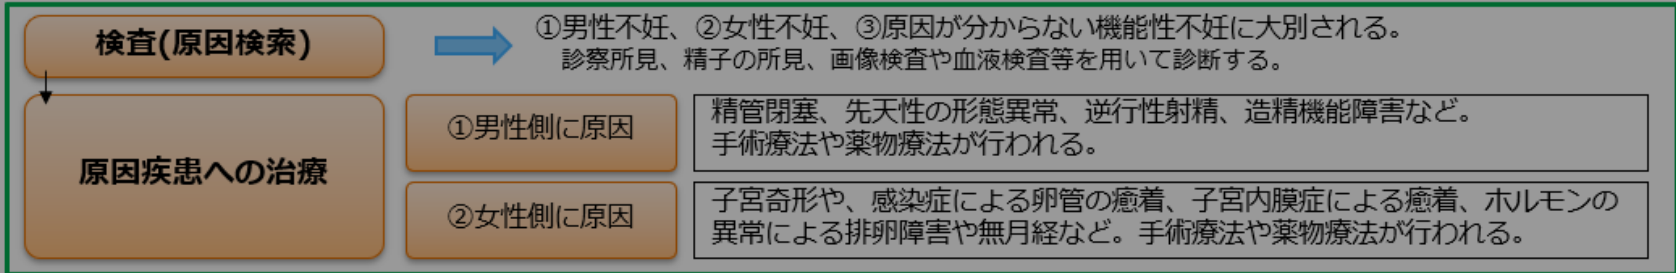 検査(原因検索)
①男性不妊、②女性不妊、③原因が分からない機能性不妊に大別される。
診察所見、精子の所見、画像検査や血液検査等を用いて診断する。
原因疾患への治療
①男性側に原因
精管閉塞、先天性の形態異常、逆行性射精、造精機能障害など。
手術療法や薬物療法が行われる。
②女性側に原因
子宮奇形や、感染症による卵管の癒着、子宮内膜症による癒着、ホルモンの
異常による排卵障害や無月経など。手術療法や薬物療法が行われる。